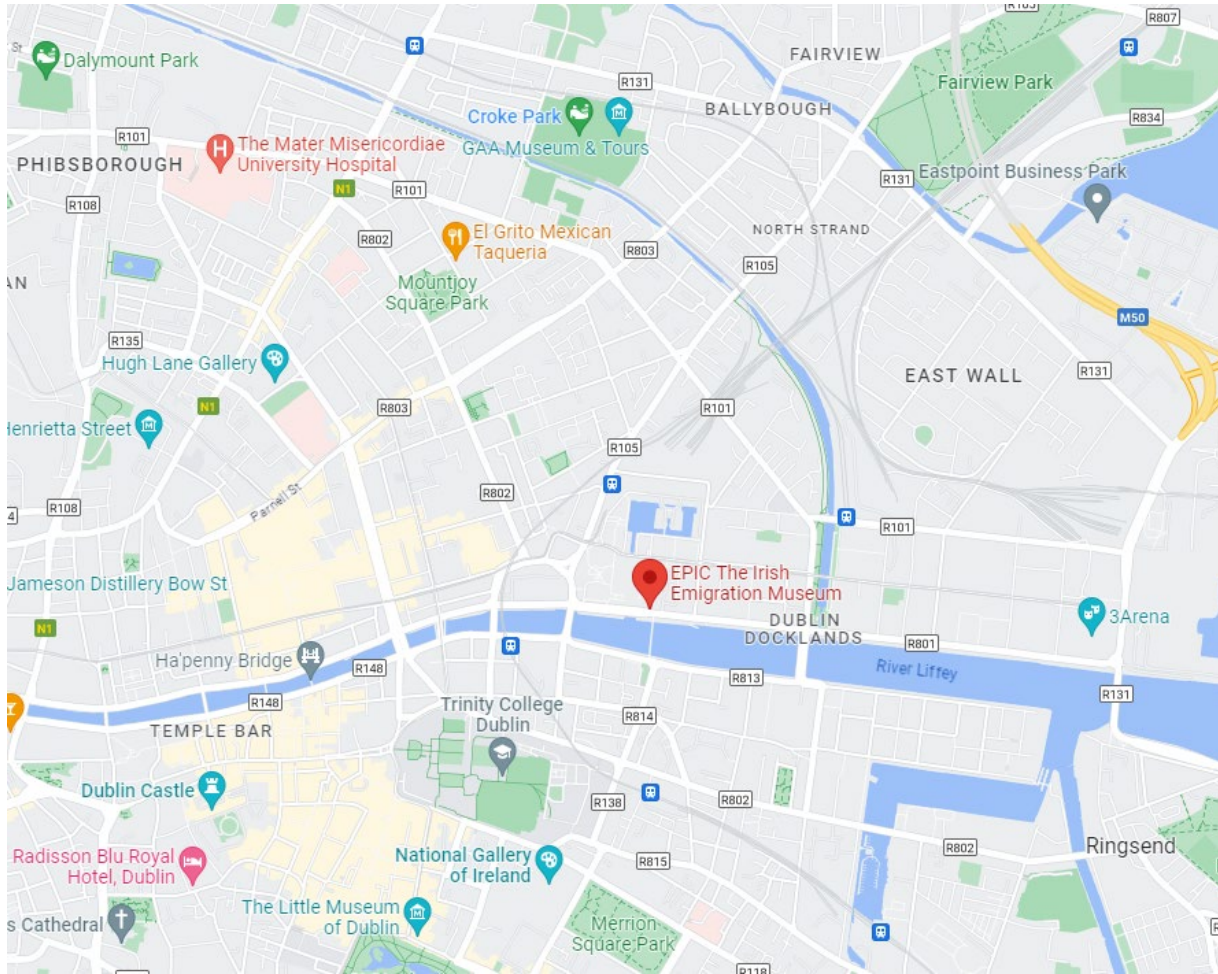 St
Dalymount Park
R131
FAIRVIEW
R105
R807
Fairview Park
Croke Park
GAA Museum & Tours
BALLYBOUGH
R834
R101
PHIBSBOROUGH
The Mater Misericordiae
University Hospital
N1
R101
R131
Eastpoint Business Park
R108
R802
El Grito Mexican
Taqueria
R803
NORTH STRAND
R105
AN
Mountjoy
Square Park
M50
R135
Hugh Lane Gallery
EAST WALL
R131
N1
R803
R101
Henrietta Street
R105
Parnell St
R802
4
R108
R101
Jameson Distillery Bow St
EPIC The Irish
Emigration Museum
N1
DUBLIN
DOCKLANDS
3Arena
R801
Ha'penny Bridge
R148
R813
River Liffey
R131
R148
TEMPLE BAR
Trinity College
Dublin
R814
Dublin Castle
R138
R802
Radisson Blu Royal
Hotel, Dublin
National Gallery
of Ireland
R815
R802
Ringsend
s Cathedral
The Little Museum
of Dublin
Merrion
Square Park
R118